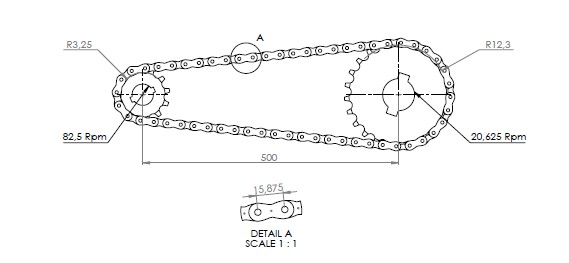 A
R3,25
R12,3
82,5 Rpm
20,625 Rpm
500
15,875
DETAIL A
SCALE 1 : 1